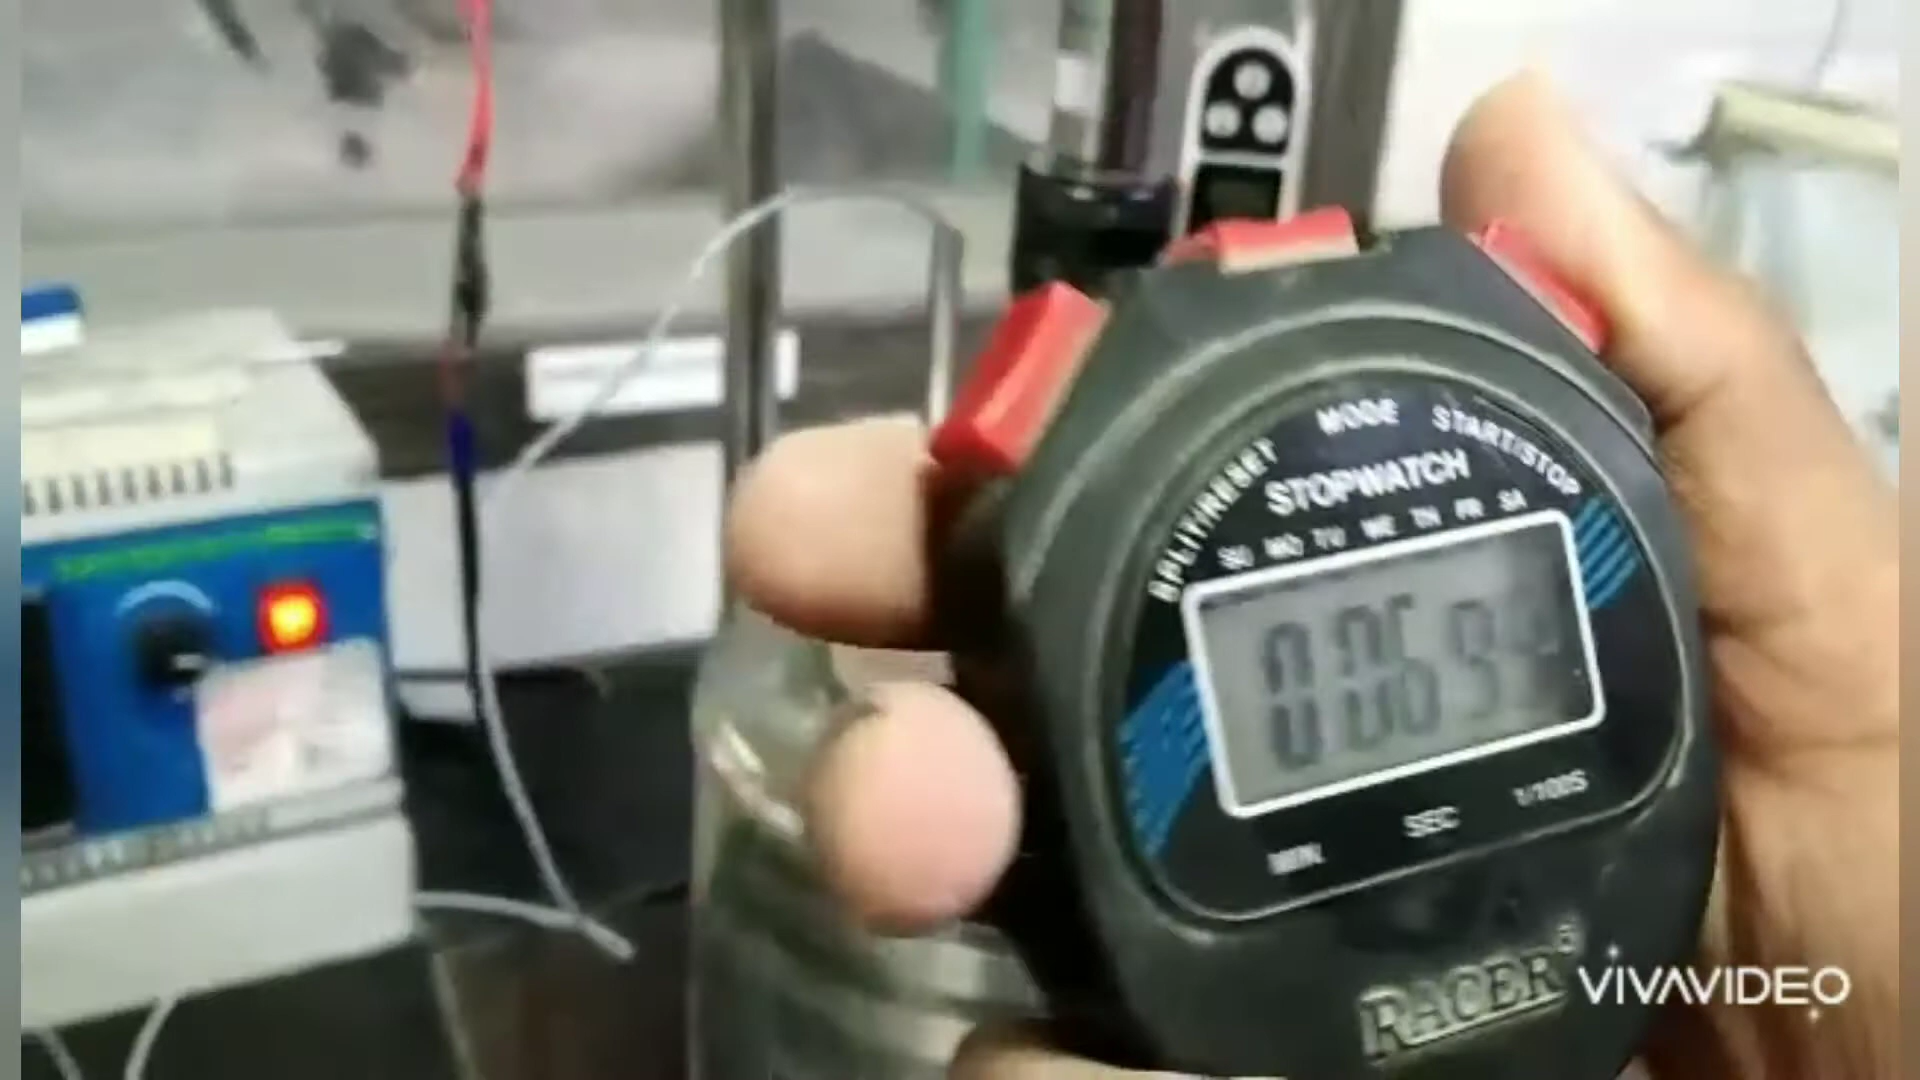 SPLIT/RESET MODE START/STOP
STOPWATCH
SU MO TU WE TH FR SA
MIN SEC 1/100S
RACER
VIVAVIDEO